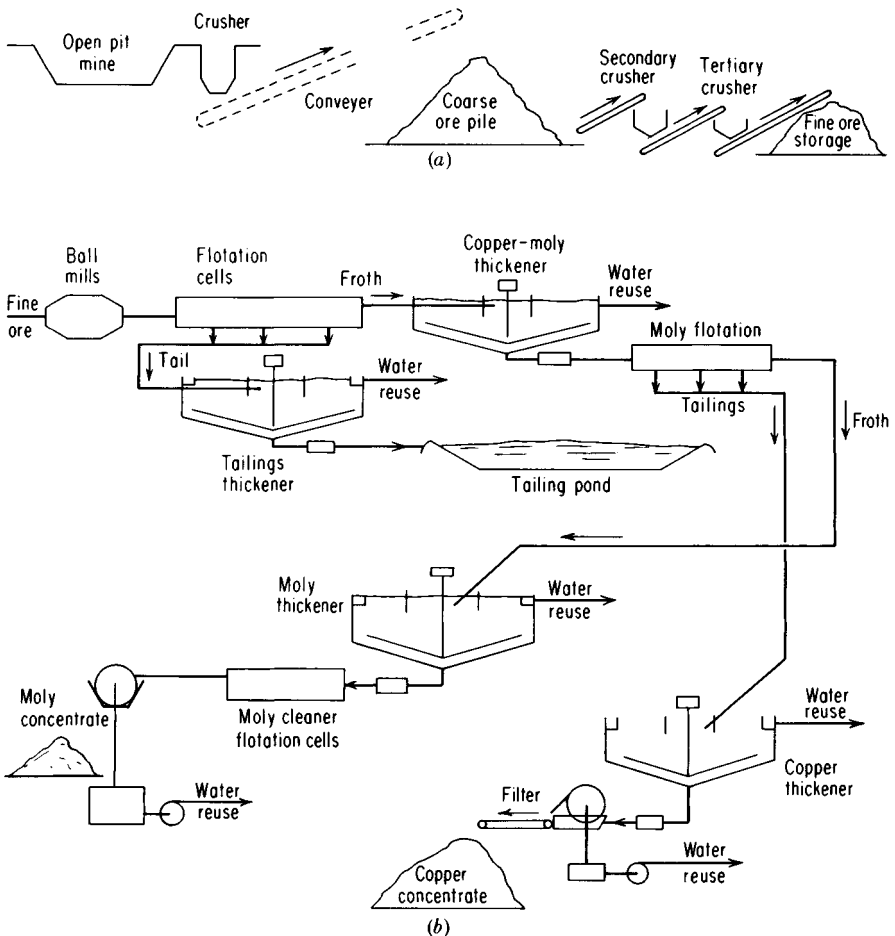 Open pit
mine
Crusher
Conveyer
Coarse
ore pile
Secondary
crusher
Tertiary
crusher
Fine ore
storage
(a)
Fine
ore
Ball
mills
Flotation
cells
Froth
Copper-moly
thickener
Water
reuse
Moly flotation
Tailings
Froth
Tail
Water
reuse
Tailings
thickener
Tailing pond
Moly
thickener
Water
reuse
Moly
concentrate
Moly cleaner
flotation cells
Water
reuse
Water
reuse
Copper
thickener
Filter
Copper
concentrate
Water
reuse
(b)